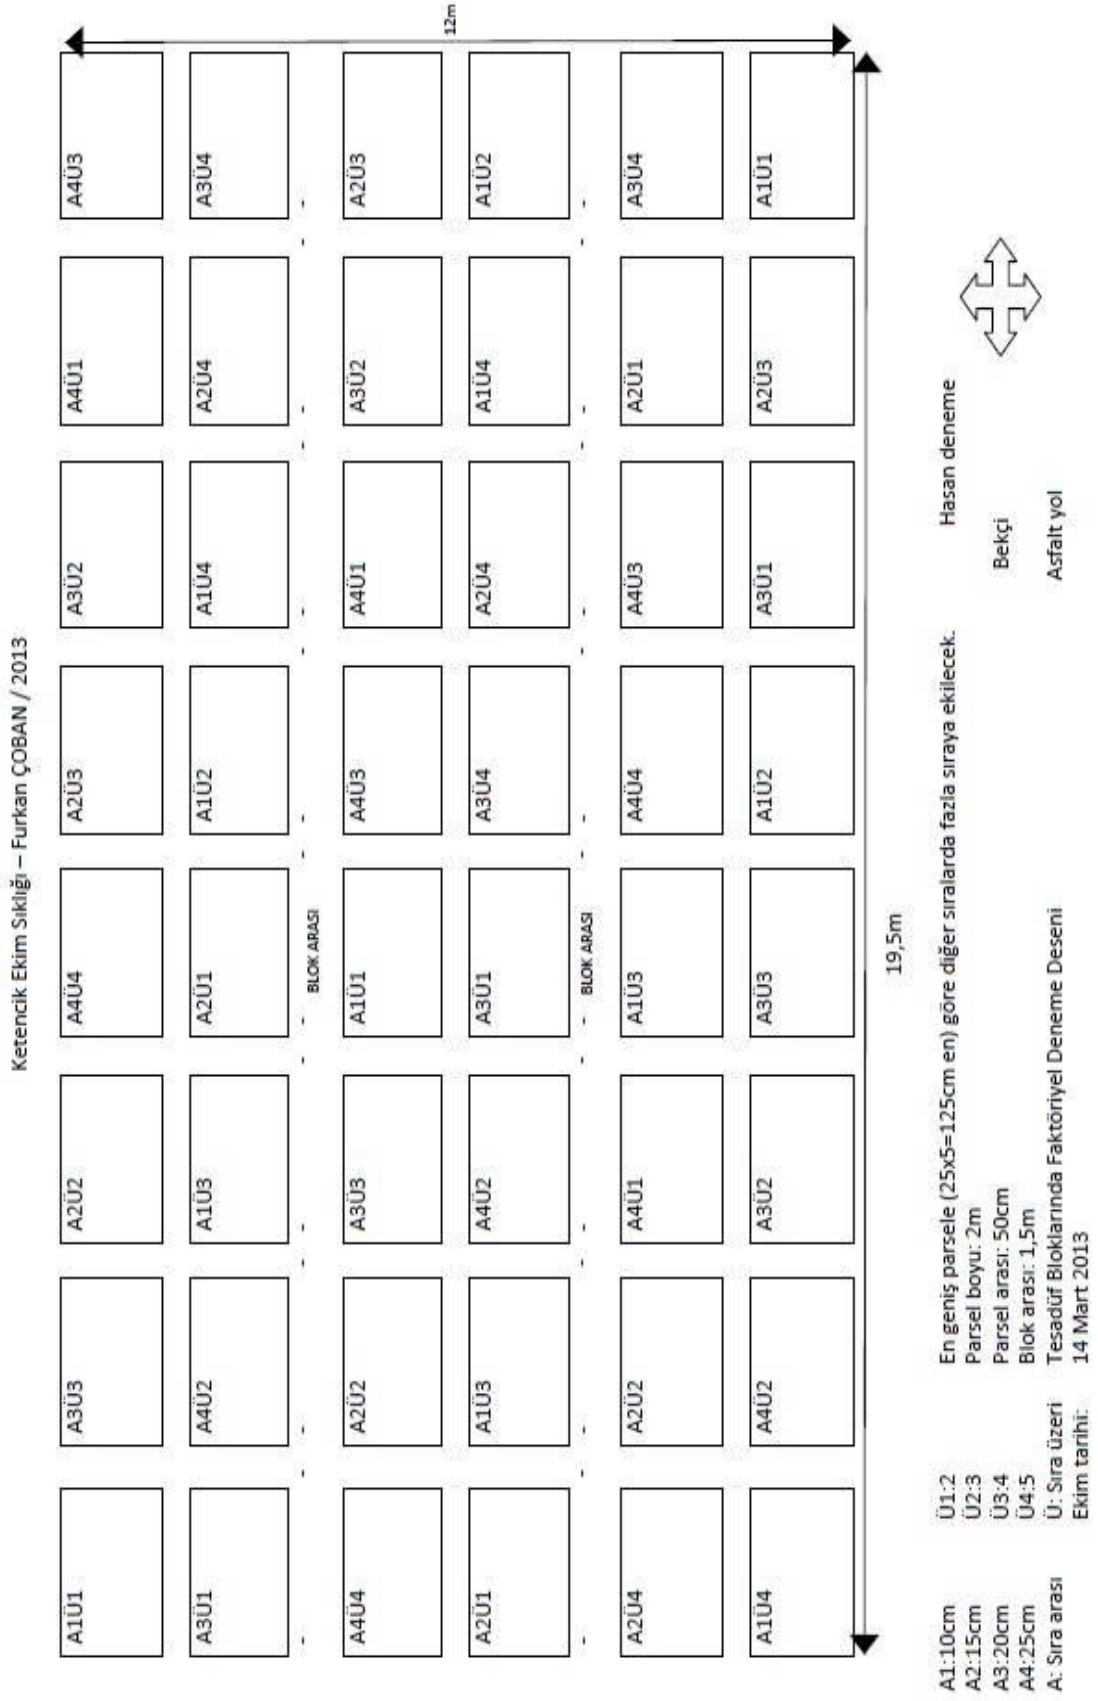 Ketencik Ekim Sıklığı – Furkan ÇOBAN / 2013
A1Ü1 A3Ü3 A2Ü2 A4Ü4 A2Ü3 A3Ü2 A4Ü1 A4Ü3
A3Ü1 A4Ü2 A1Ü3 A2Ü1 A1Ü2 A1Ü4 A2Ü4 A3Ü4
BLOK ARASI
A4Ü4 A2Ü2 A3Ü3 A1Ü1 A4Ü3 A4Ü1 A3Ü2 A2Ü3
12m
A2Ü1 A1Ü3 A4Ü2 A3Ü1 A3Ü4 A2Ü4 A1Ü4 A1Ü2
BLOK ARASI
A2Ü4 A2Ü2 A4Ü1 A1Ü3 A4Ü4 A4Ü3 A2Ü1 A3Ü4
A1Ü4 A4Ü2 A3Ü2 A3Ü3 A1Ü2 A3Ü1 A2Ü3 A1Ü1
19,5m
A1:10cm Ü1:2 En geniş parsele (25x5=125cm en) göre diğer sıralarda fazla sıraya ekilecek. Hasan deneme
A2:15cm Ü2:3 Parsel boyu: 2m
A3:20cm Ü3:4 Parsel arası: 50cm Bekçi
A4:25cm Ü4:5 Blok arası: 1,5m
A: Sıra arası Ü: Sıra üzeri Tesadüf Bloklarında Faktöriyel Deneme Deseni Asfalt yol
Ekim tarihi: 14 Mart 2013